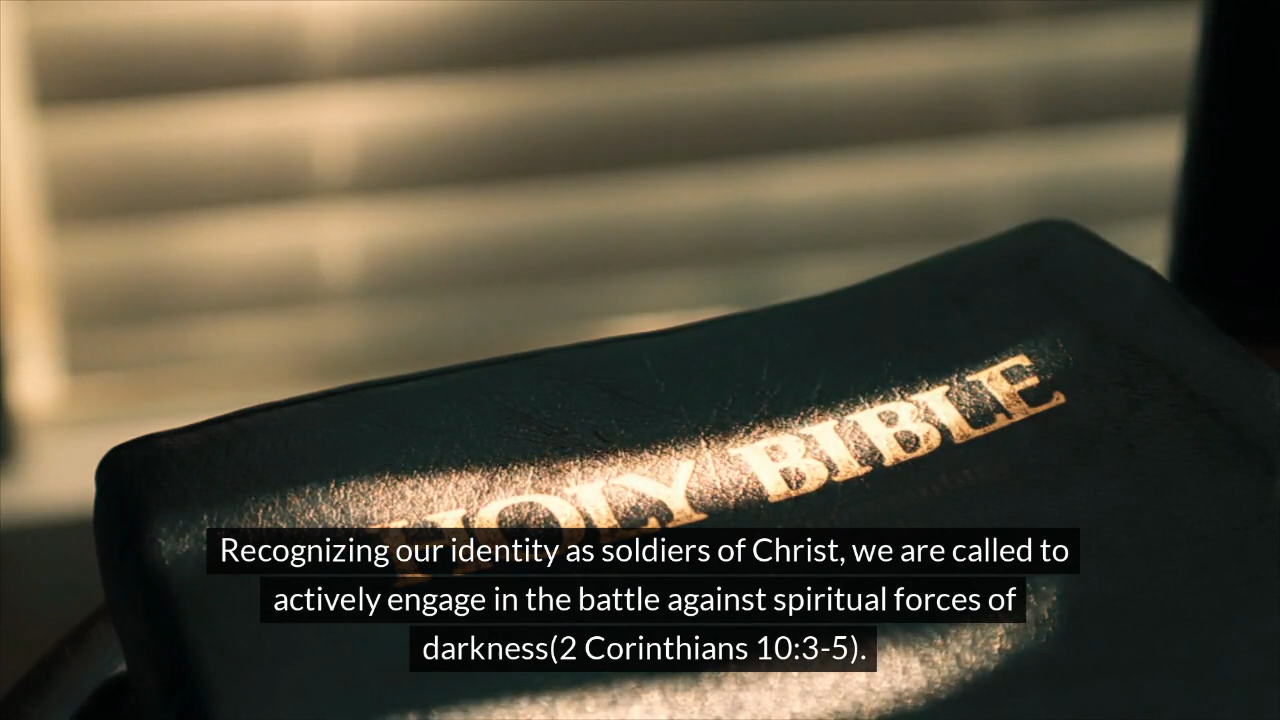 HOLY BIBLE
Recognizing our identity as soldiers of Christ, we are called to
actively engage in the battle against spiritual forces of
darkness(2 Corinthians 10:3-5).